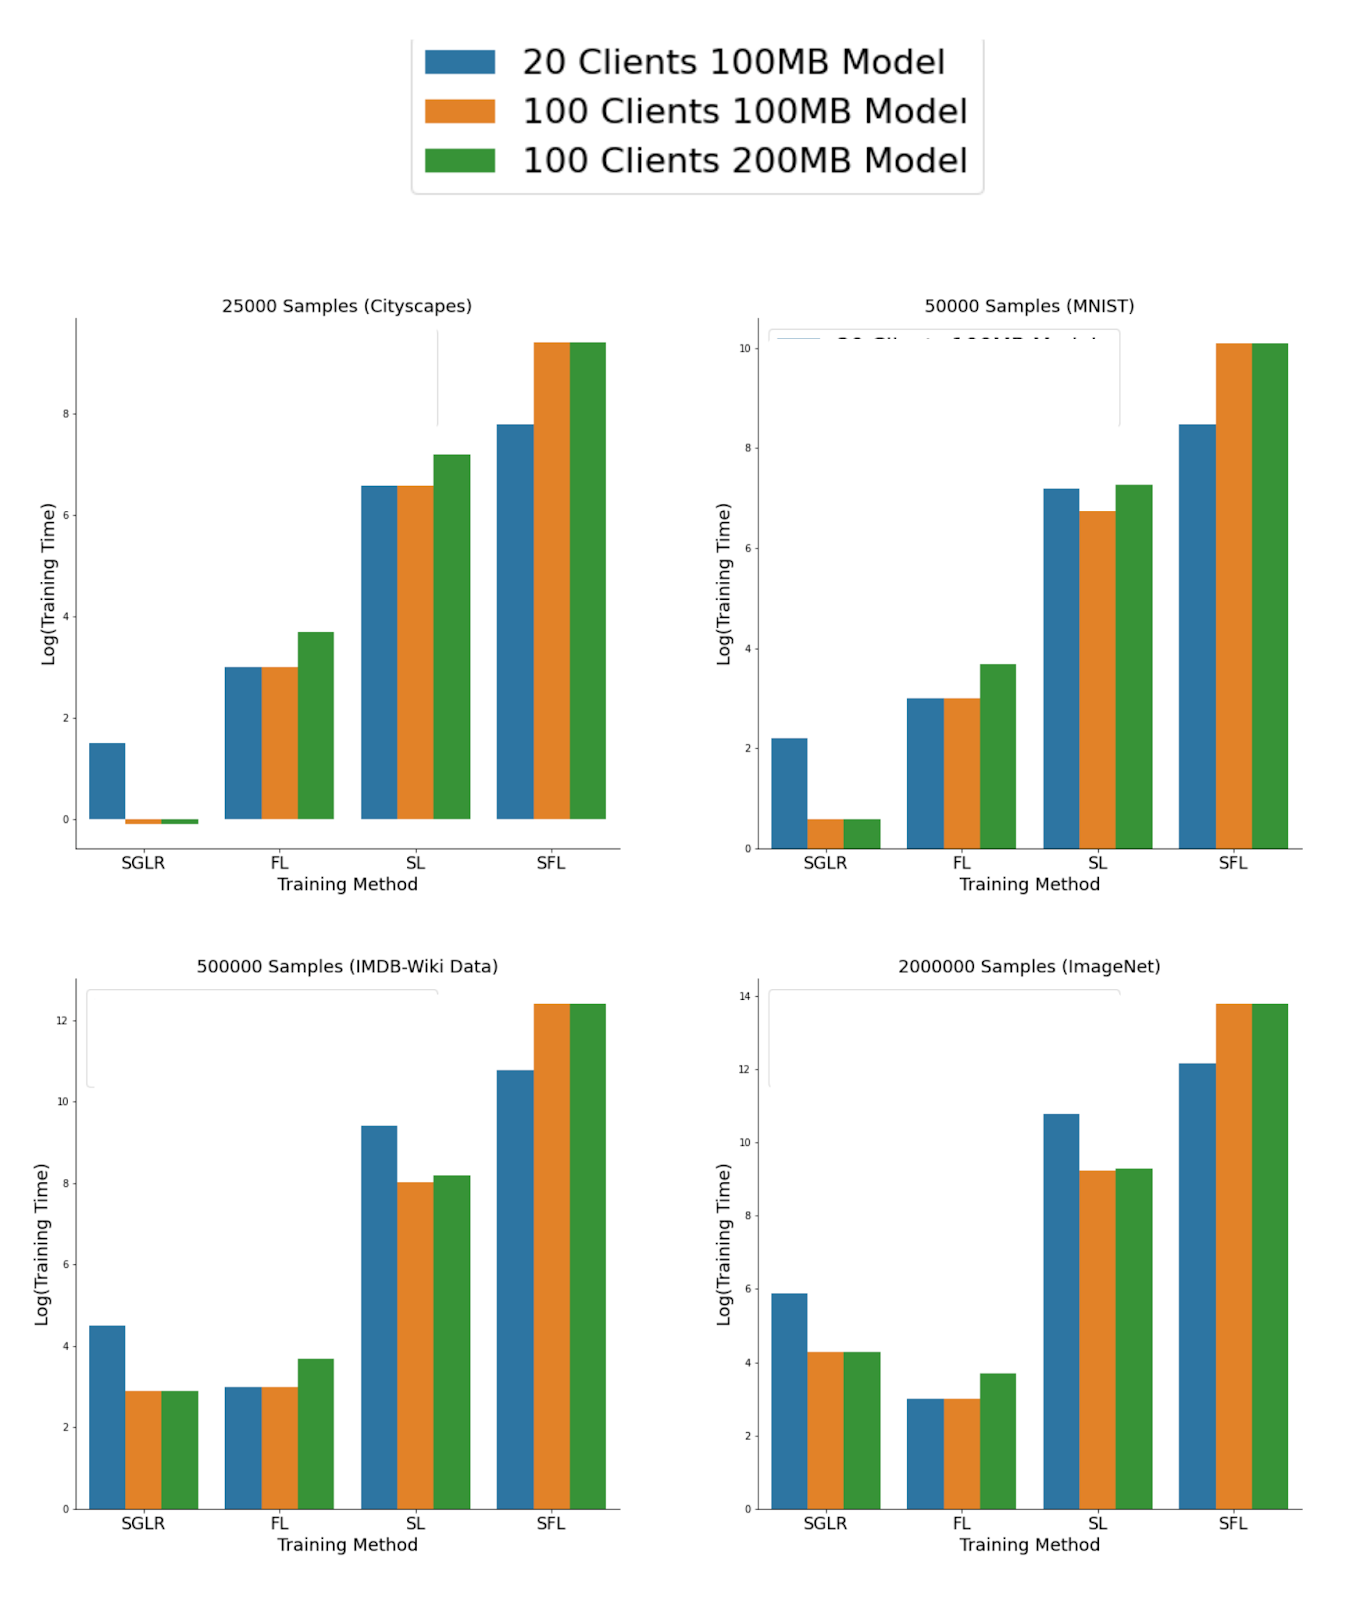 20 Clients 100MB Model
100 Clients 100MB Model
100 Clients 200MB Model
25000 Samples (Cityscapes)
Log(Training Time)
8
6
4
2
0
SGLR FL SL SFL
Training Method
50000 Samples (MNIST)
Log(Training Time)
10
8
6
4
2
0
SGLR FL SL SFL
Training Method
500000 Samples (IMDB-Wiki Data)
Log(Training Time)
12
10
8
6
4
2
0
SGLR FL SL SFL
Training Method
2000000 Samples (ImageNet)
Log(Training Time)
14
12
10
8
6
4
2
0
SGLR FL SL SFL
Training Method